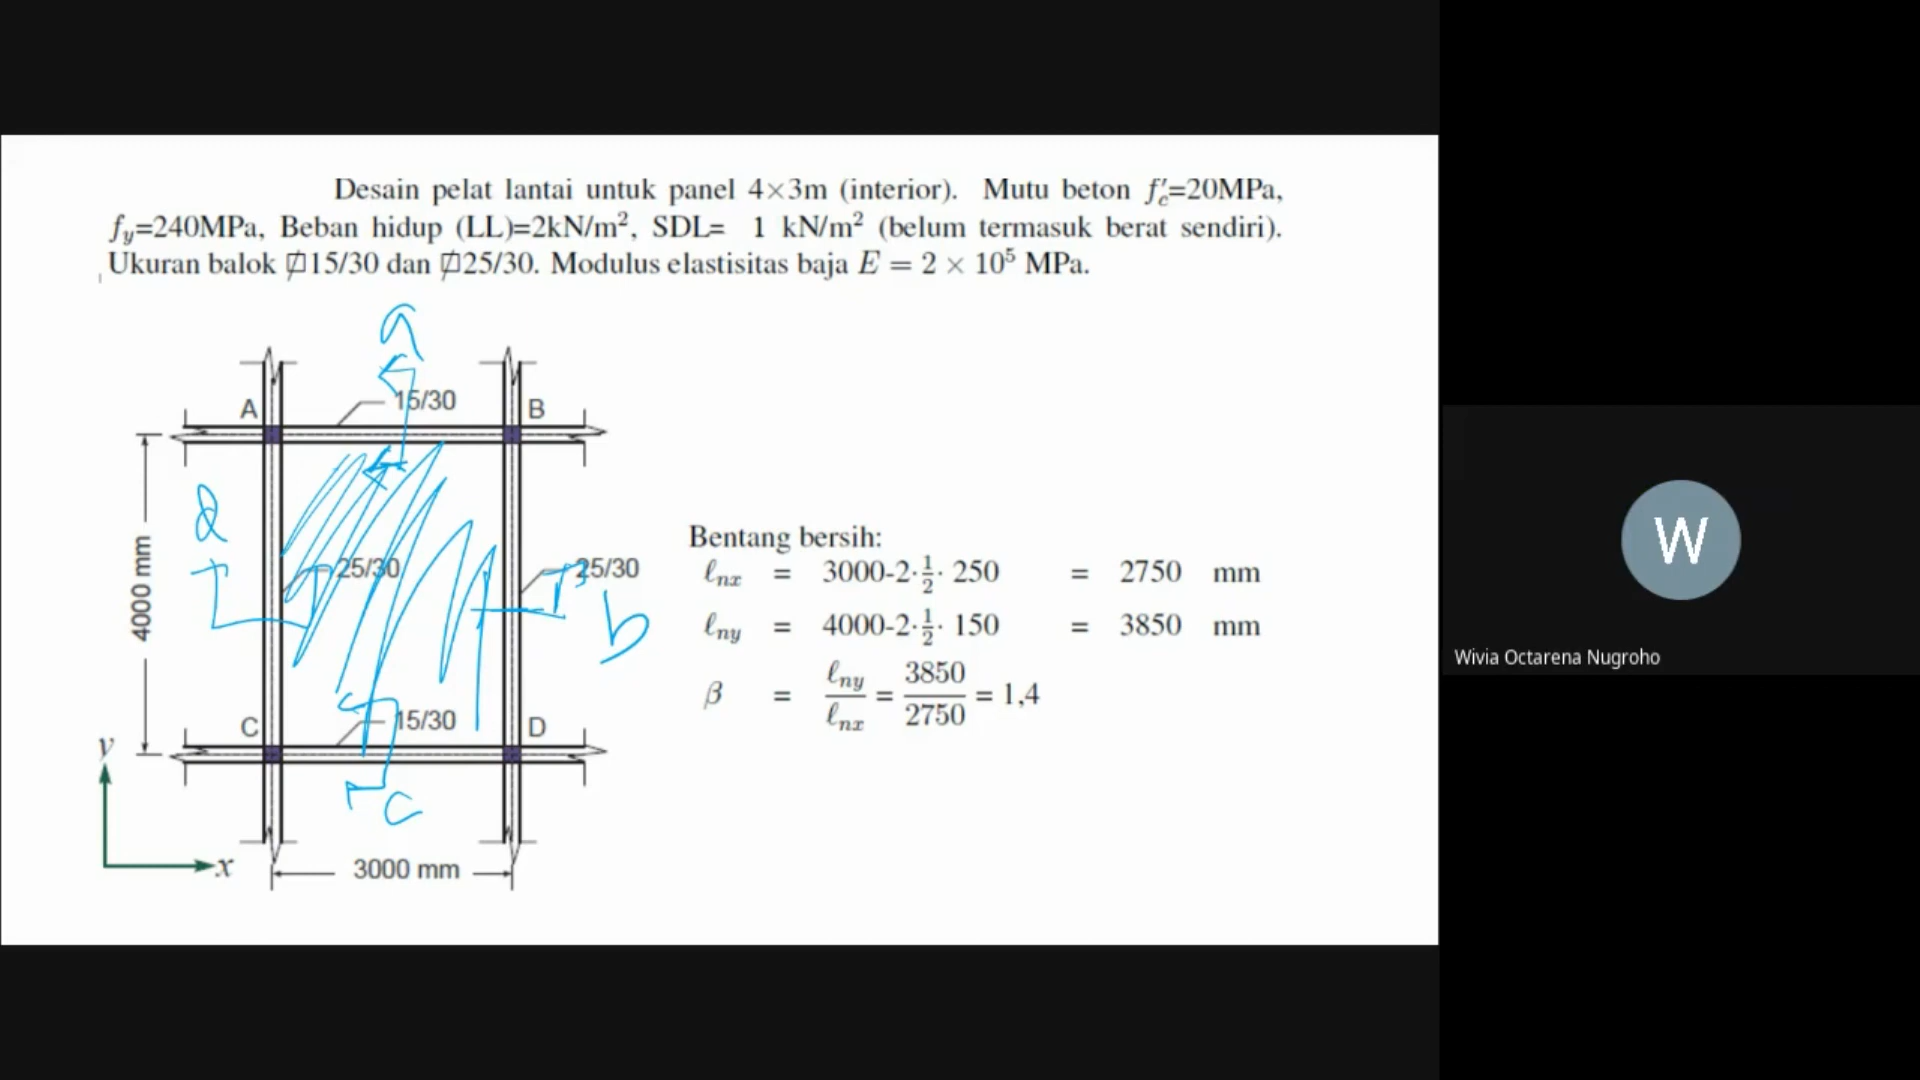 Desain pelat lantai untuk panel 4×3m (interior). Mutu beton f′c=20MPa,
fy=240MPa, Beban hidup (LL)=2kN/m², SDL= 1 kN/m² (belum termasuk berat sendiri).
Ukuran balok 15/30 dan 25/30. Modulus elastisitas baja E = 2 × 10⁵ MPa.
a
15/30
A
B
d
4000 mm
25/30
25/30
b
Bentang bersih:
ℓnx = 3000-2·½· 250 = 2750 mm
ℓny = 4000-2·½· 150 = 3850 mm
β = ℓny/ℓnx = 3850/2750 = 1,4
C
15/30
D
c
y
x
3000 mm
W
Wivia Octarena Nugroho